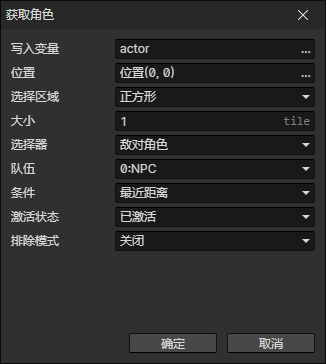 获取角色
写入变量 actor ...
位置 位置(0, 0) ...
选择区域 正方形
大小 1 tile
选择器 敌对角色
队伍 0:NPC
条件 最近距离
激活状态 已激活
排除模式 关闭
确定 取消